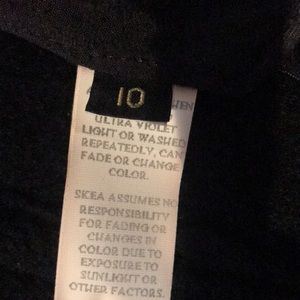 10
ULTRA VIOLET
LIGHT OR WASHED
REPEATEDLY, CAN
FADE OR CHANGE
COLOR.
SKEA ASSUMES NO
RESPONSIBILITY
FOR FADING OR
CHANGES IN
COLOR DUE TO
EXPOSURE TO
SUNLIGHT OR
OTHER FACTORS.